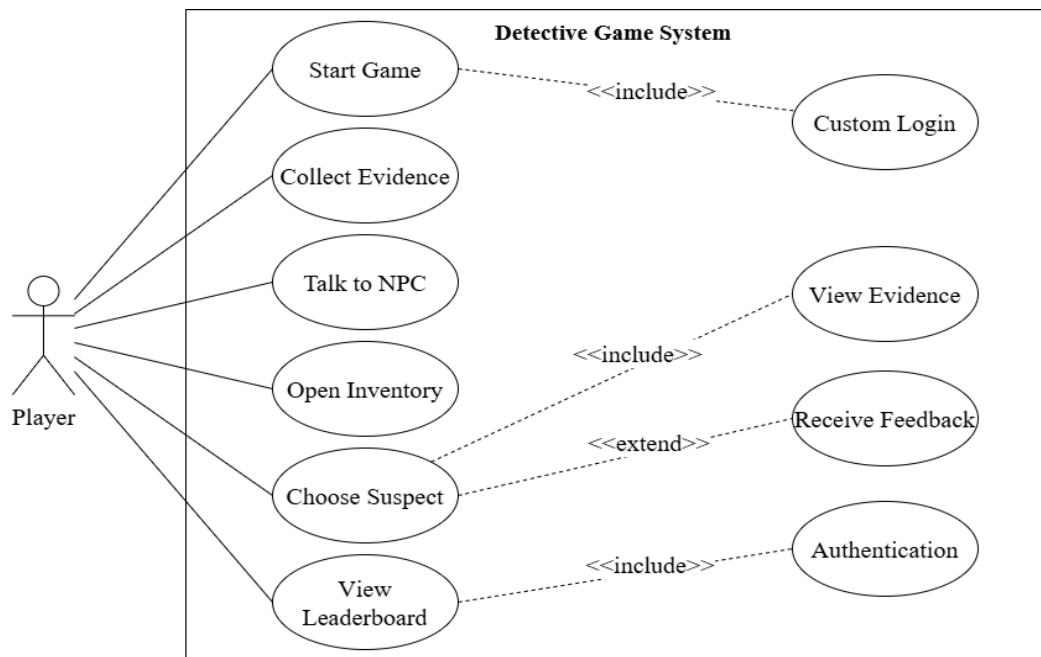 Detective Game System
Start Game
<<include>>
Custom Login
Collect Evidence
Talk to NPC
View Evidence
<<include>>
Open Inventory
Player
Receive Feedback
<<extend>>
Choose Suspect
Authentication
<<include>>
View
Leaderboard